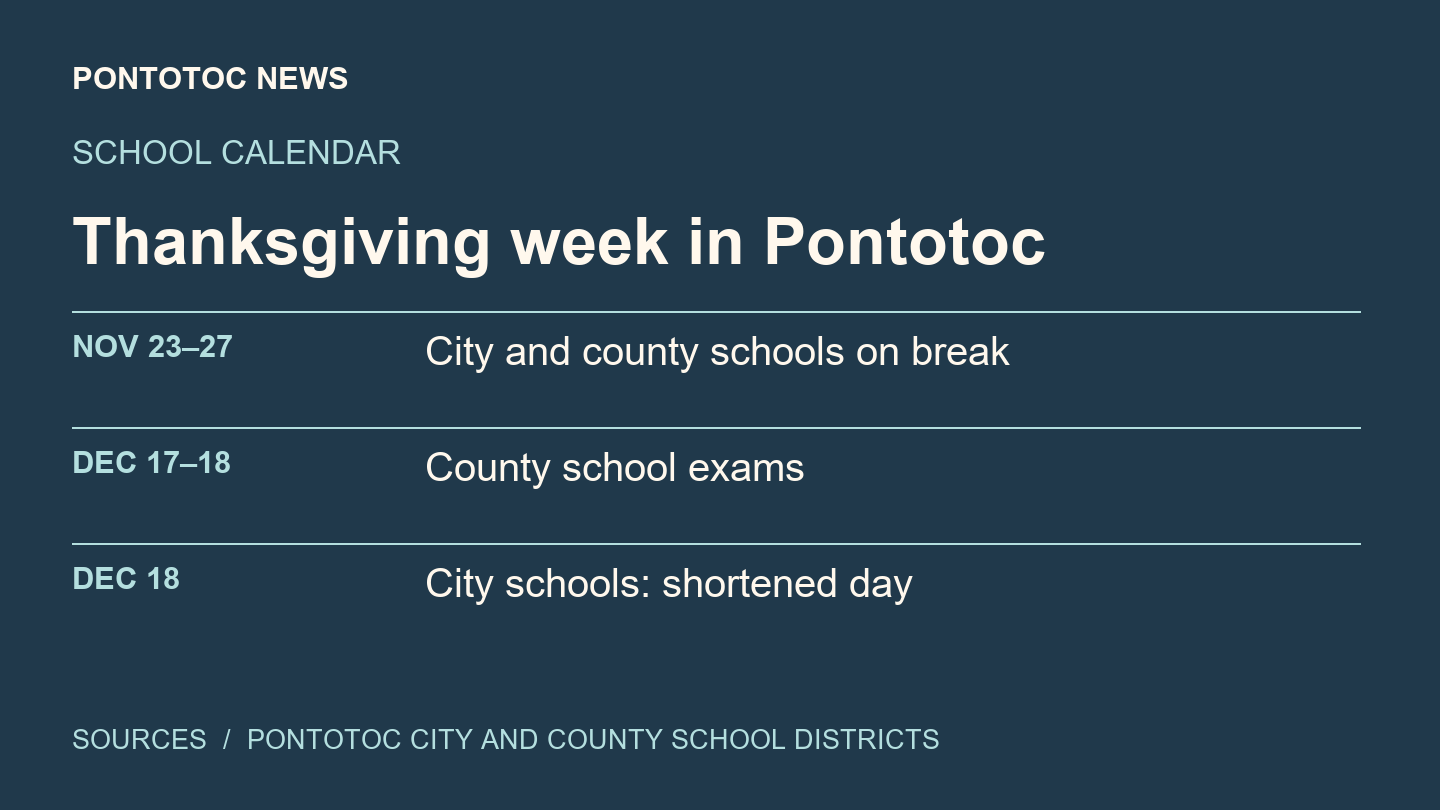 PONTOTOC NEWS
SCHOOL CALENDAR
Thanksgiving week in Pontotoc
NOV 23–27 City and county schools on break
DEC 17–18 County school exams
DEC 18 City schools: shortened day
SOURCES / PONTOTOC CITY AND COUNTY SCHOOL DISTRICTS